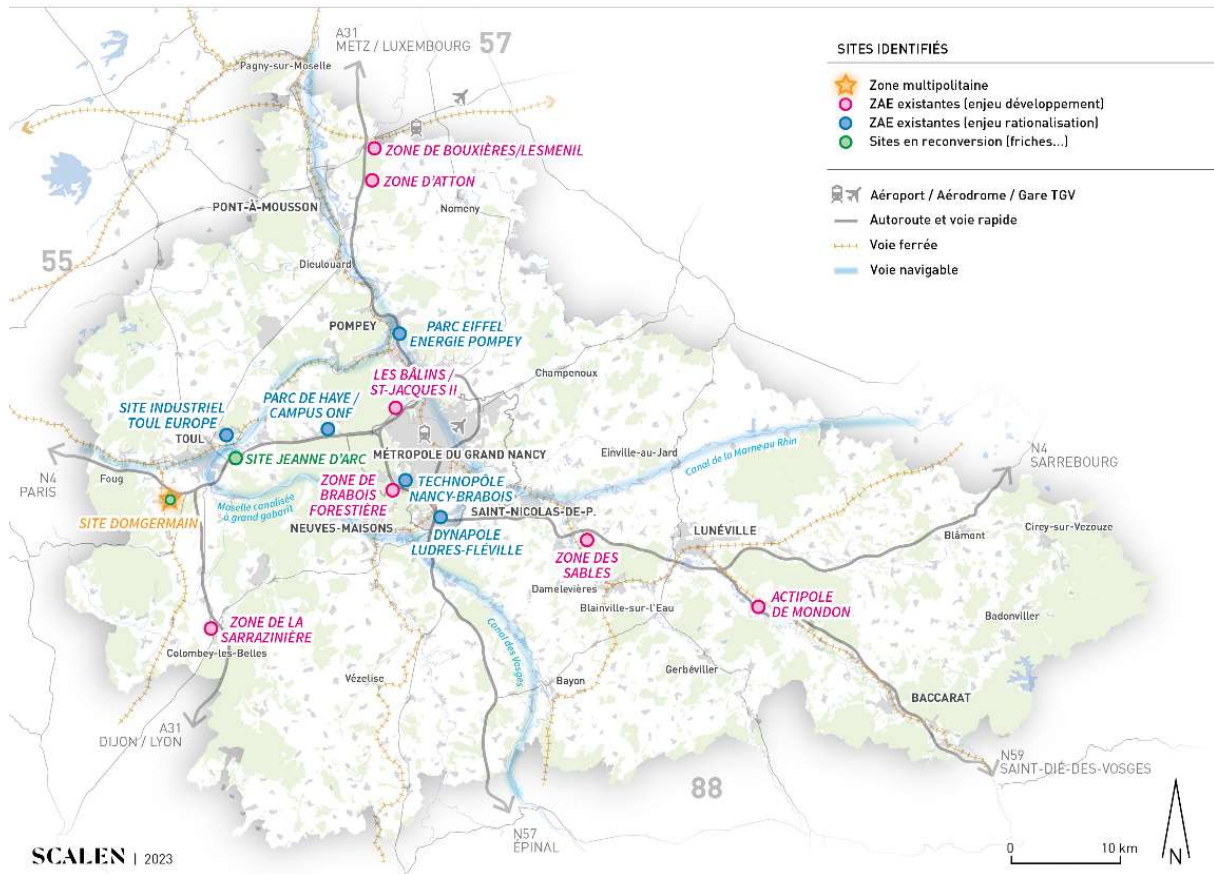 A31
METZ / LUXEMBOURG
57
Pagny-sur-Moselle
ZONE DE BOUXIÈRES/LESMENIL
ZONE D'ATTON
PONT-À-MOUSSON
Nomeny
55
Dieulouard
POMPEY
PARC EIFFEL
ENERGIE POMPEY
LES BÂLINS /
ST-JACQUES II
Champenoux
PARC DE HAYE /
CAMPUS ONF
SITE INDUSTRIEL
TOUL EUROPE
TOUL
SITE JEANNE D'ARC
MÉTROPOLE DU GRAND NANCY
Einville-au-Jard
Canal de la Marne au Rhin
N4
SARREBOURG
N4
PARIS
Foug
SITE DOMGERMAIN
Moselle canalisée
à grand gabarit
ZONE DE
BRABOIS
FORESTIÈRE
TECHNOPÔLE
NANCY-BRABOIS
NEUVES-MAISONS
SAINT-NICOLAS-DE-P.
DYNAPOLE
LUDRES-FLÉVILLE
LUNÉVILLE
Blâmont
Cirey-sur-Vezouze
ZONE DES
SABLES
Damelevières
Blainville-sur-l'Eau
ACTIPOLE
DE MONDON
Badonviller
ZONE DE LA
SARRAZINIÈRE
Colombey-les-Belles
Canal des Vosges
Vézelise
Bayon
Gerbéviller
BACCARAT
A31
DIJON / LYON
N59
SAINT-DIÉ-DES-VOSGES
88
N57
ÉPINAL
SITES IDENTIFIÉS
Zone multipolitaine
ZAE existantes (enjeu développement)
ZAE existantes (enjeu rationalisation)
Sites en reconversion (friches...)
Aéroport / Aérodrome / Gare TGV
Autoroute et voie rapide
Voie ferrée
Voie navigable
SCALEN | 2023
0 10 km
N